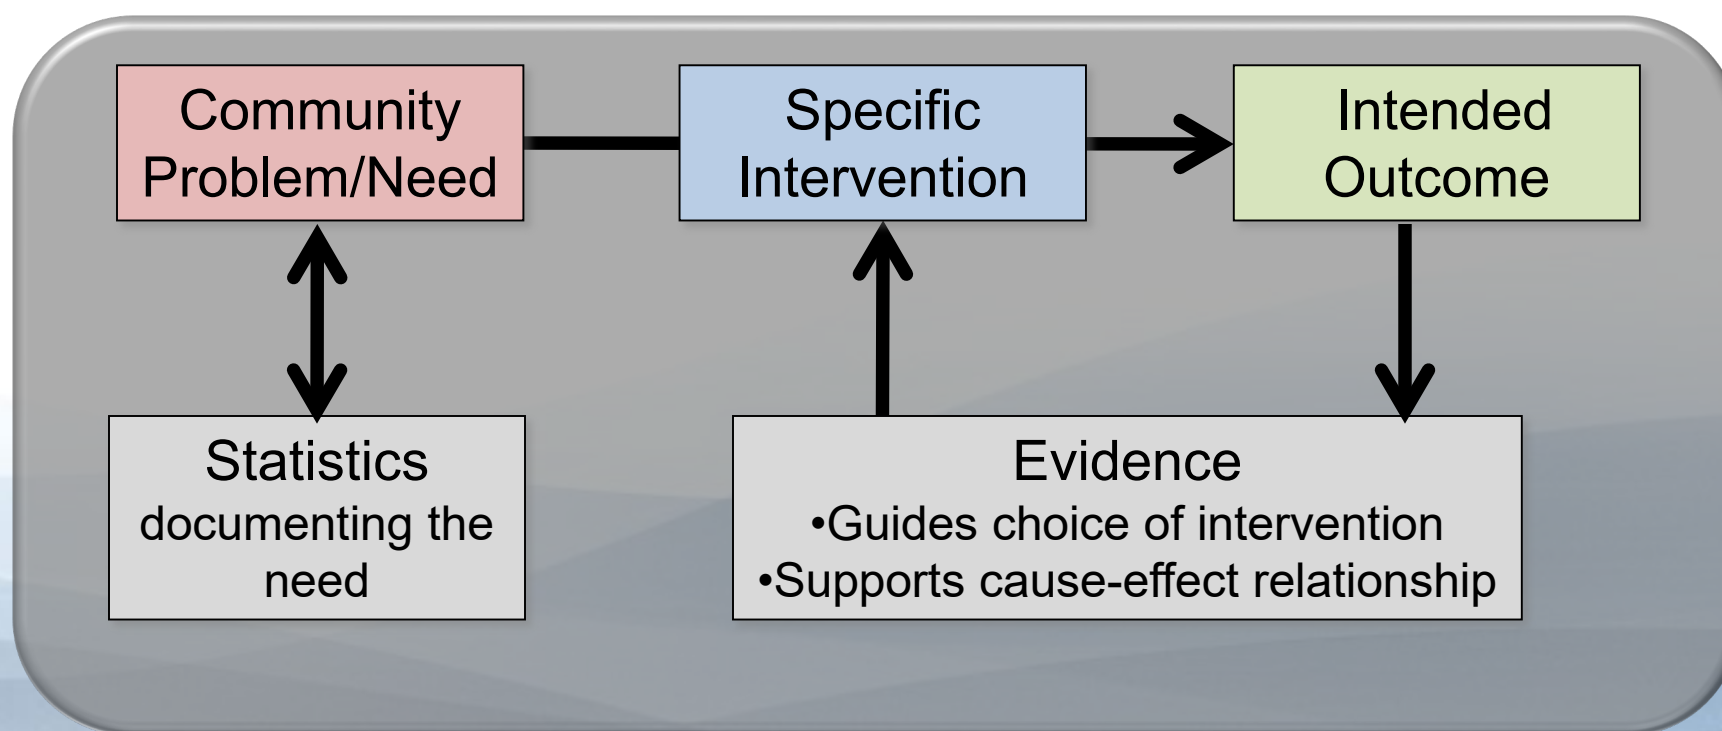 Community
Problem/Need
Specific
Intervention
Intended
Outcome
Statistics
documenting the
need
Evidence
•Guides choice of intervention
•Supports cause-effect relationship